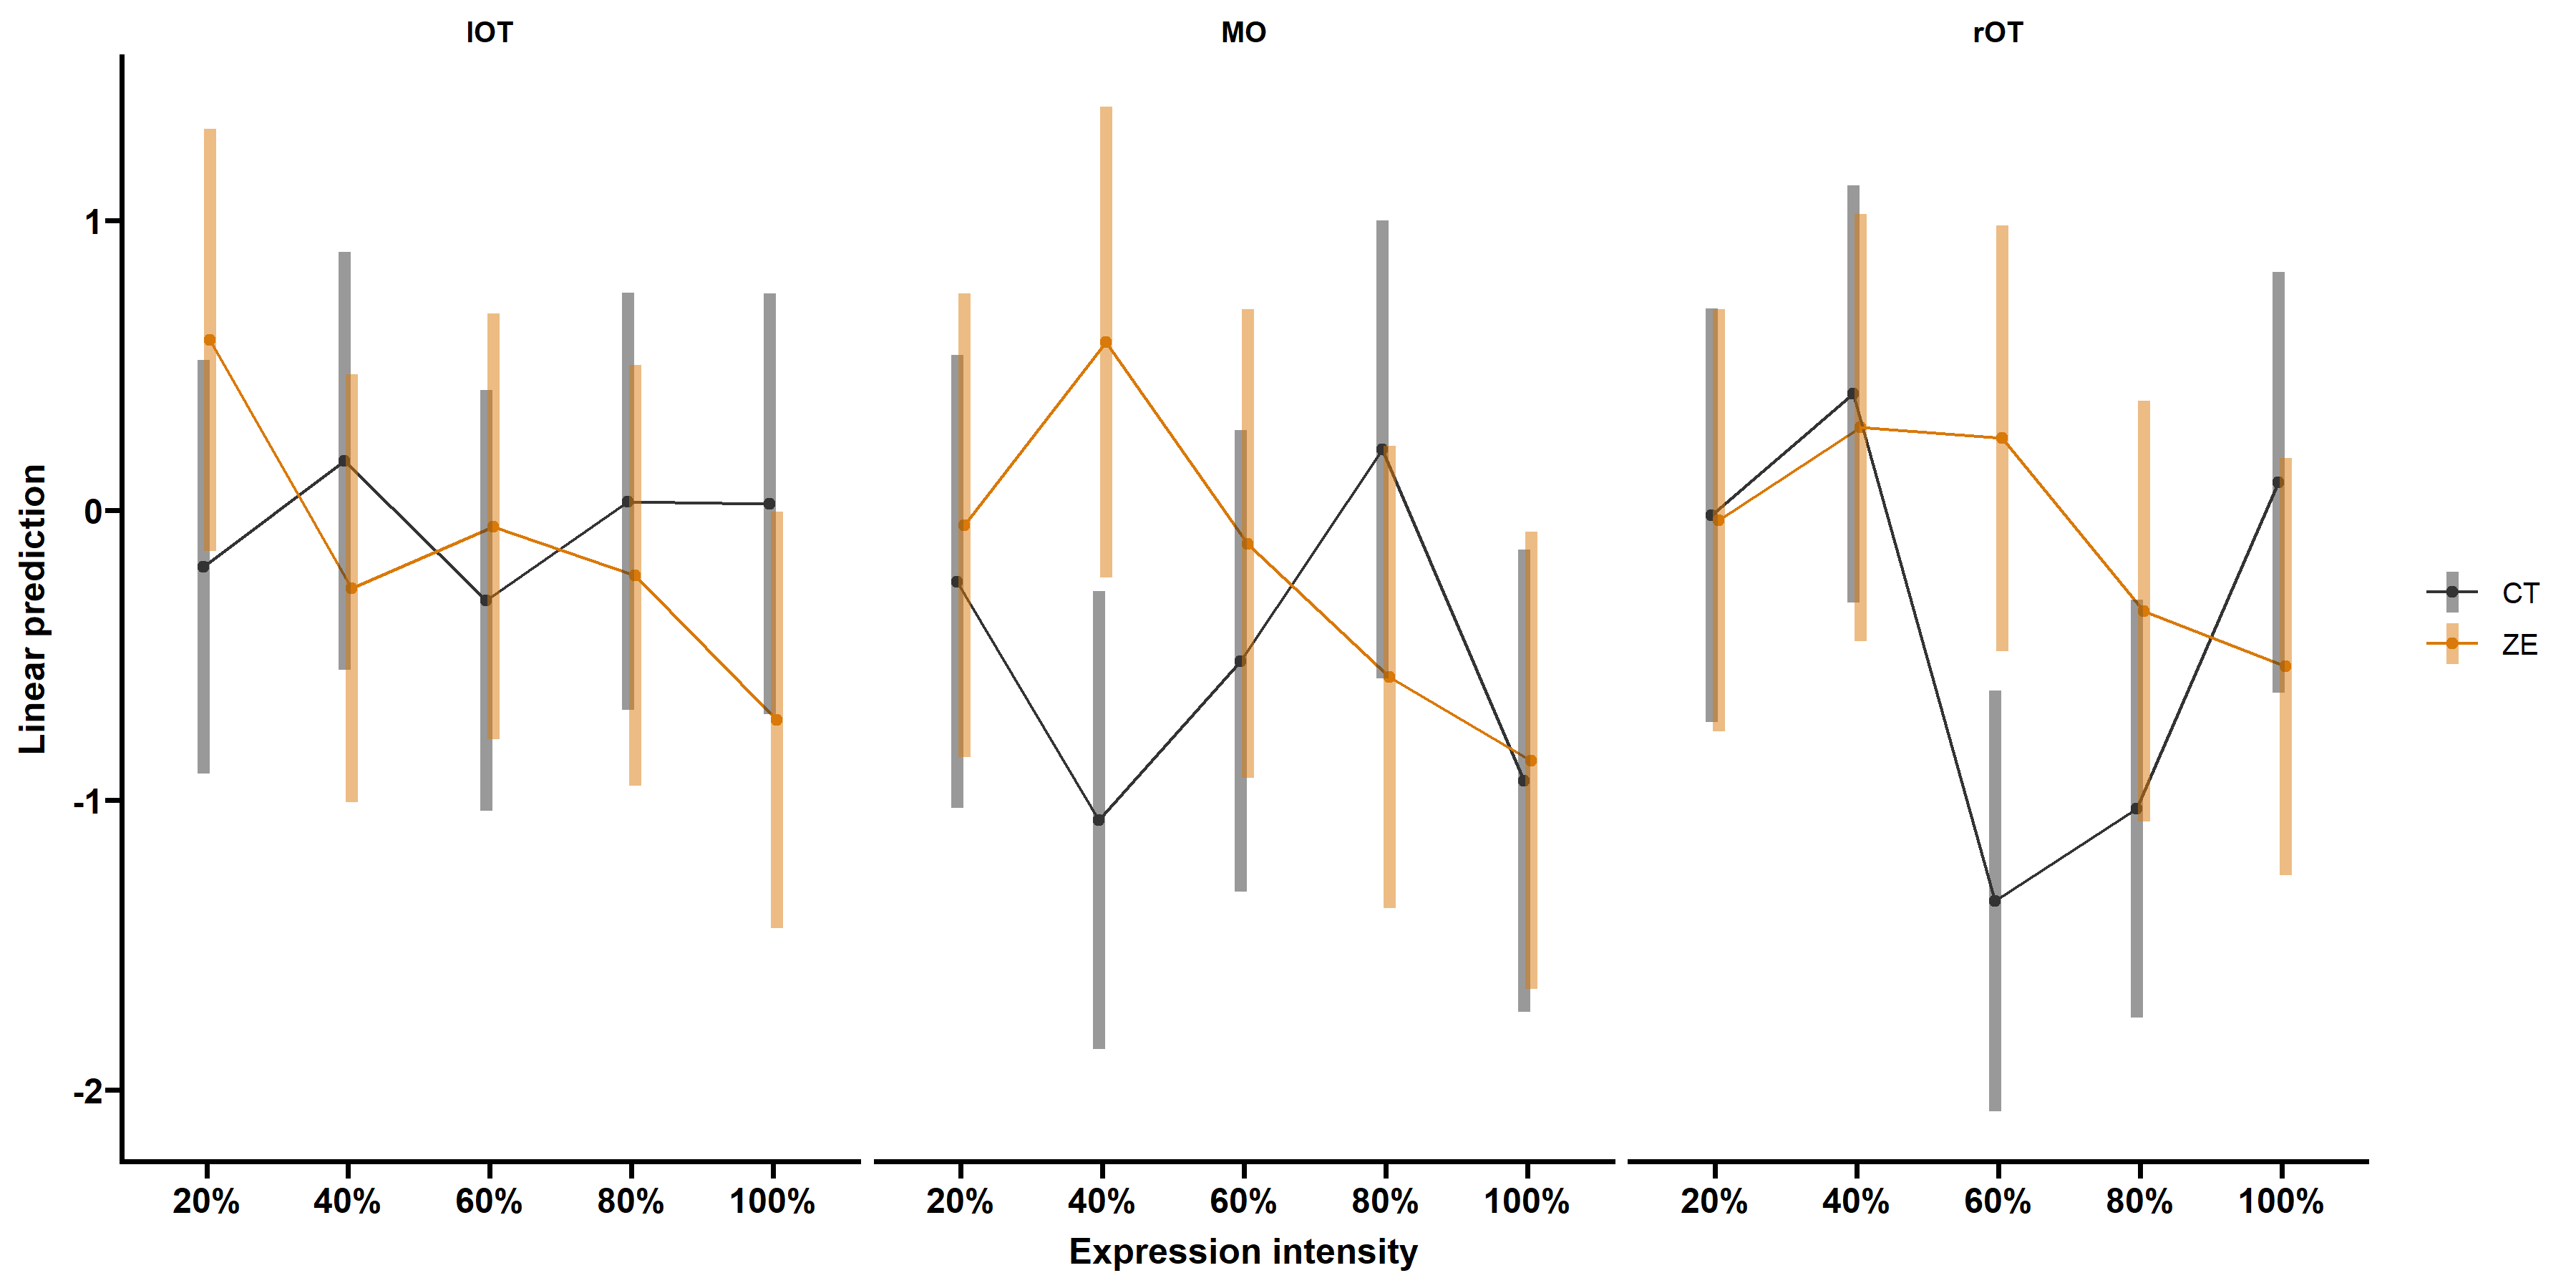 lOT MO rOT
Linear prediction
1
0
-1
-2
20% 40% 60% 80% 100% 20% 40% 60% 80% 100% 20% 40% 60% 80% 100%
Expression intensity
CT
ZE